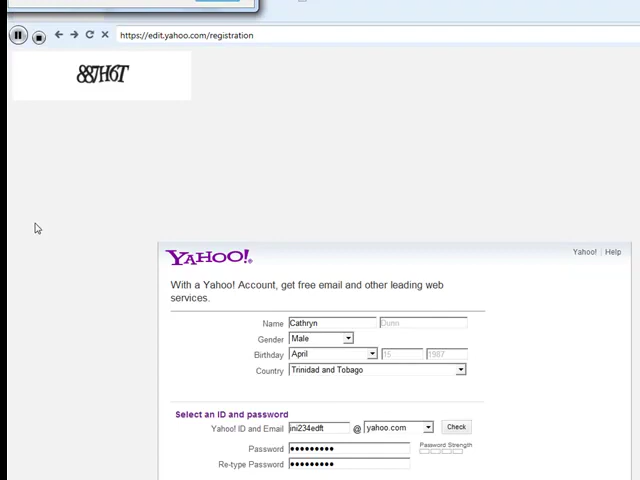 https://edit.yahoo.com/registration
887H6T
YAHOO!
Yahoo! | Help
With a Yahoo! Account, get free email and other leading web
services.
Name Cathryn Dunn
Gender Male
Birthday April 15 1987
Country Trinidad and Tobago
Select an ID and password
Yahoo! ID and Email ini234edft @ yahoo.com Check
Password ●●●●●●●●● Password Strength
Re-type Password ●●●●●●●●●